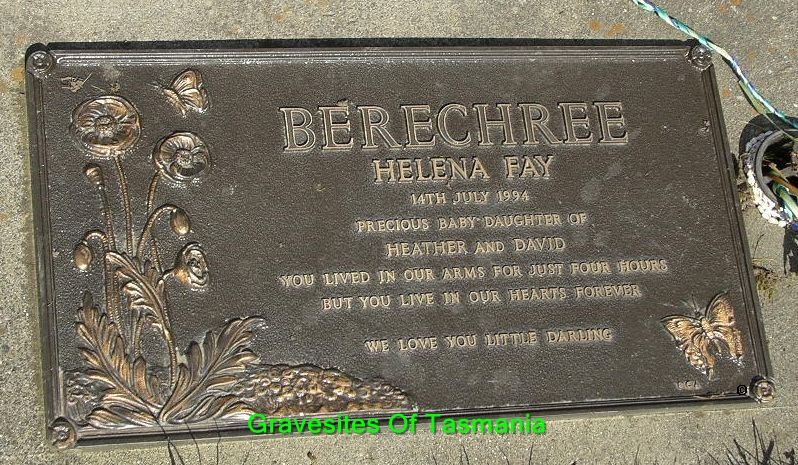 BERECHREE
HELENA FAY
14TH JULY 1994
PRECIOUS BABY DAUGHTER OF
HEATHER AND DAVID
YOU LIVED IN OUR ARMS FOR JUST FOUR HOURS
BUT YOU LIVE IN OUR HEARTS FOREVER
WE LOVE YOU LITTLE DARLING
Gravesites Of Tasmania